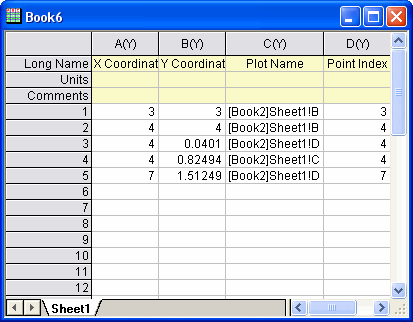 Book6
A(Y) B(Y) C(Y) D(Y)
Long Name X Coordinat Y Coordinat Plot Name Point Index
Units
Comments
1 3 3 [Book2]Sheet1!B 3
2 4 4 [Book2]Sheet1!B 4
3 4 0.0401 [Book2]Sheet1!D 4
4 4 0.82494 [Book2]Sheet1!C 4
5 7 1.51249 [Book2]Sheet1!D 7
6
7
8
9
10
11
12
Sheet1